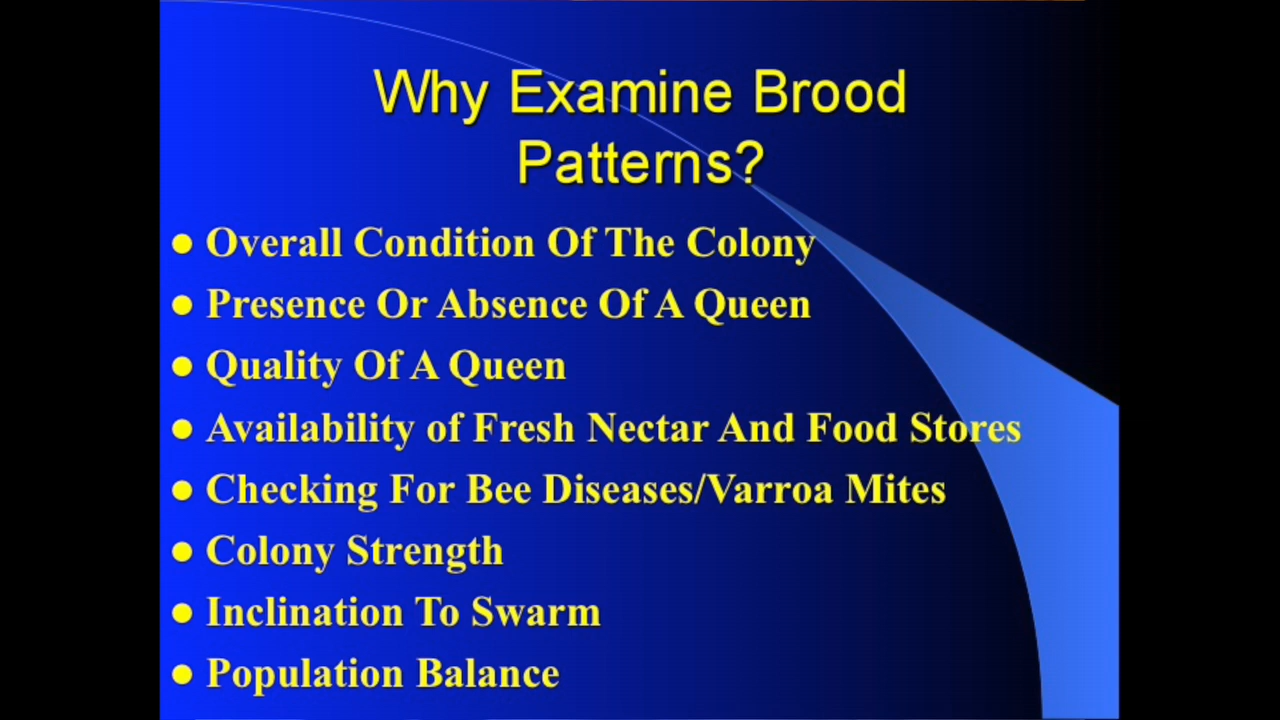 Why Examine Brood
Patterns?
● Overall Condition Of The Colony
● Presence Or Absence Of A Queen
● Quality Of A Queen
● Availability of Fresh Nectar And Food Stores
● Checking For Bee Diseases/Varroa Mites
● Colony Strength
● Inclination To Swarm
● Population Balance